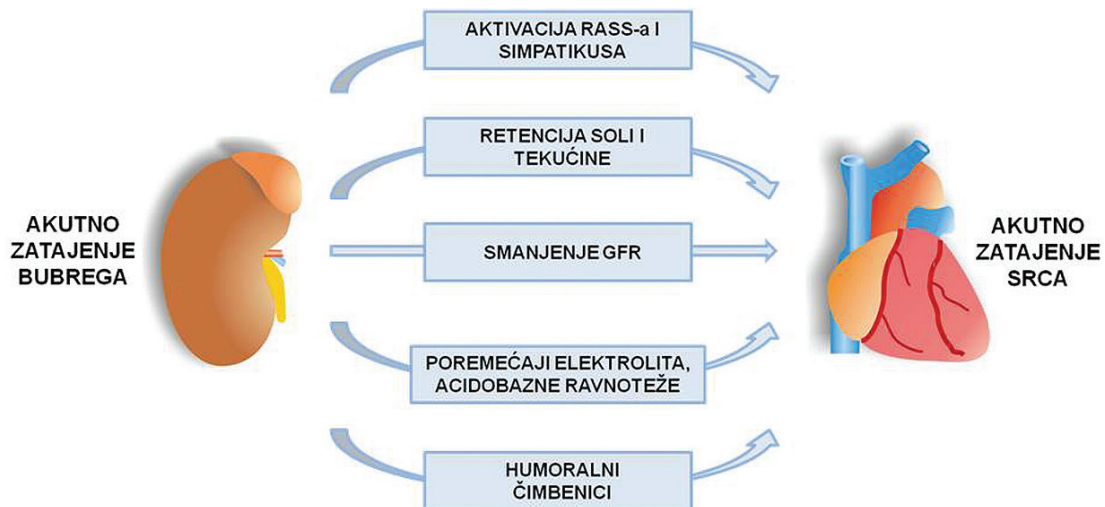 AKTIVACIJA RASS-a I
SIMPATIKUSA
RETENCIJA SOLI I
TEKUĆINE
AKUTNO
ZATAJENJE
BUBREGA
SMANJENJE GFR
AKUTNO
ZATAJENJE
SRCA
POREMEĆAJI ELEKTROLITA,
ACIDOBAZNE RAVNOTEŽE
HUMORALNI
ČIMBENICI